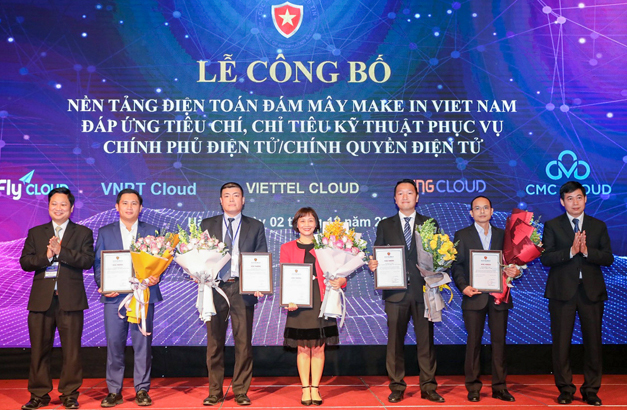 LỄ CÔNG BỐ
NỀN TẢNG ĐIỆN TOÁN ĐÁM MÂY MAKE IN VIET NAM
ĐÁP ỨNG TIÊU CHÍ, CHỈ TIÊU KỸ THUẬT PHỤC VỤ
CHÍNH PHỦ ĐIỆN TỬ/CHÍNH QUYỀN ĐIỆN TỬ
Fly CLOUD VNPT Cloud VIETTEL CLOUD CLOUD CMC CLOUD
02